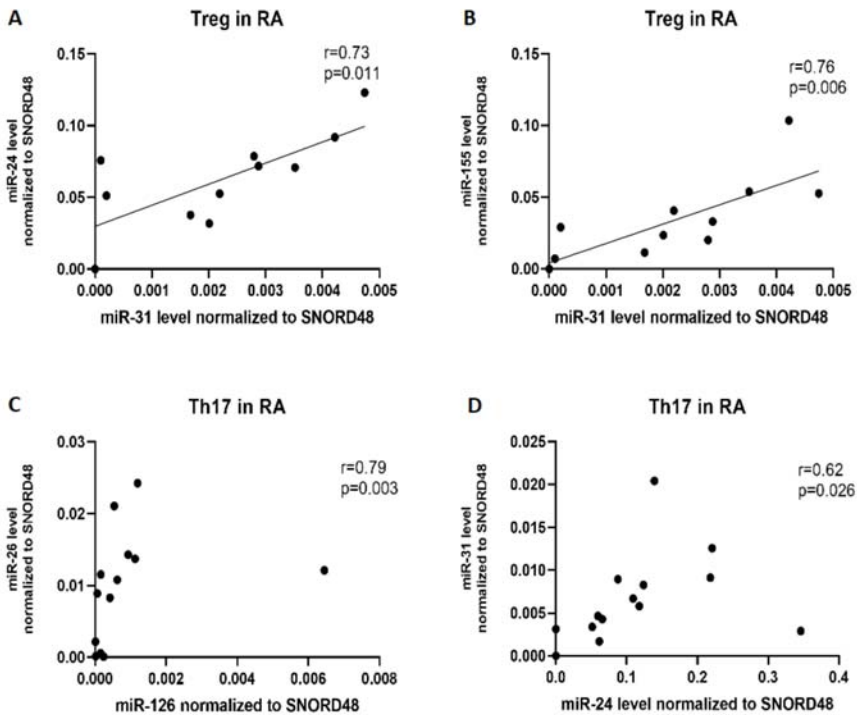 A
Treg in RA
r=0.73
p=0.011
0.15
0.10
0.05
0.00
miR-24 level
normalized to SNORD48
0.000 0.001 0.002 0.003 0.004 0.005
miR-31 level normalized to SNORD48
B
Treg in RA
r=0.76
p=0.006
0.15
0.10
0.05
0.00
miR-155 level
normalized to SNORD48
0.000 0.001 0.002 0.003 0.004 0.005
miR-31 level normalized to SNORD48
C
Th17 in RA
r=0.79
p=0.003
0.03
0.02
0.01
0.00
miR-26 level
normalized to SNORD48
0.000 0.002 0.004 0.006 0.008
miR-126 normalized to SNORD48
D
Th17 in RA
r=0.62
p=0.026
0.025
0.020
0.015
0.010
0.005
0.000
miR-31 level
normalized to SNORD48
0.0 0.1 0.2 0.3 0.4
miR-24 level normalized to SNORD48